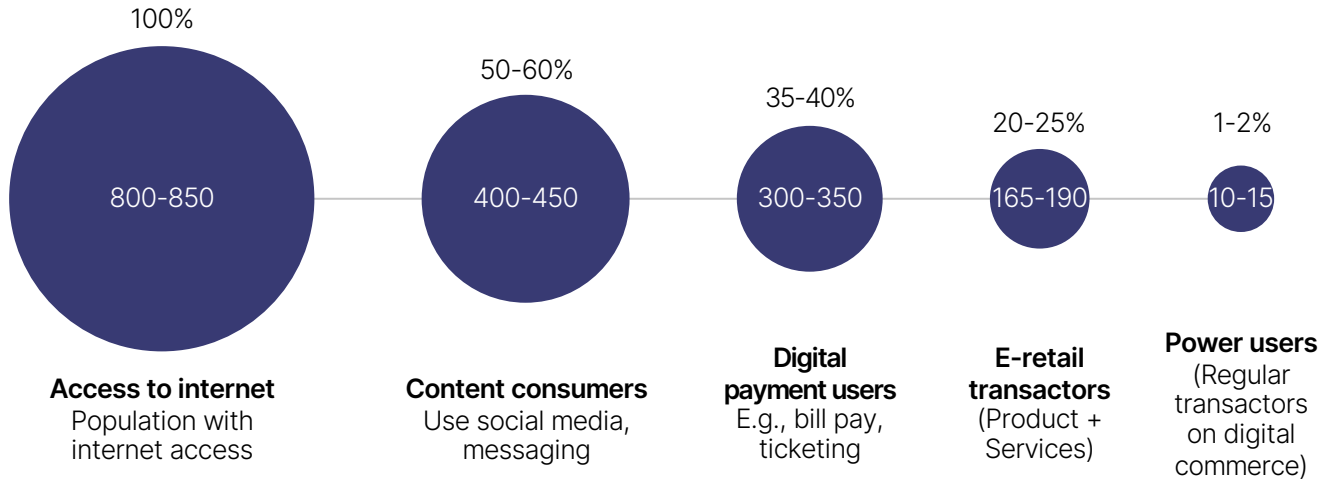 100%
50-60%
35-40%
20-25%
1-2%
800-850
400-450
300-350
165-190
10-15
Access to internet
Population with
internet access
Content consumers
Use social media,
messaging
Digital
payment users
E.g., bill pay,
ticketing
E-retail
transactors
(Product +
Services)
Power users
(Regular
transactors
on digital
commerce)